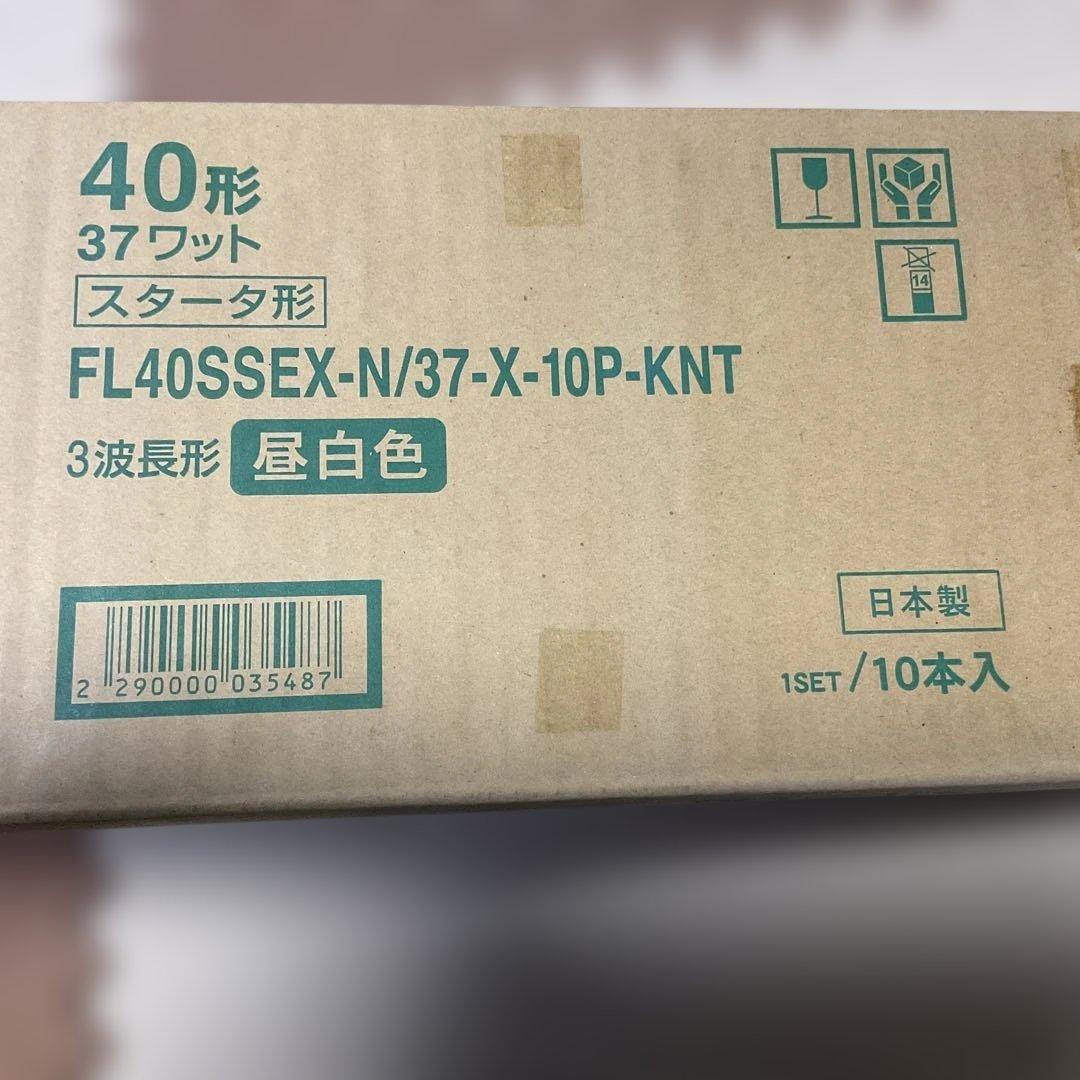 40形
37ワット
スタータ形
FL40SSEX-N/37-X-10P-KNT
3波長形 昼白色
14
2 290000 035487
日本製
1SET/10本入